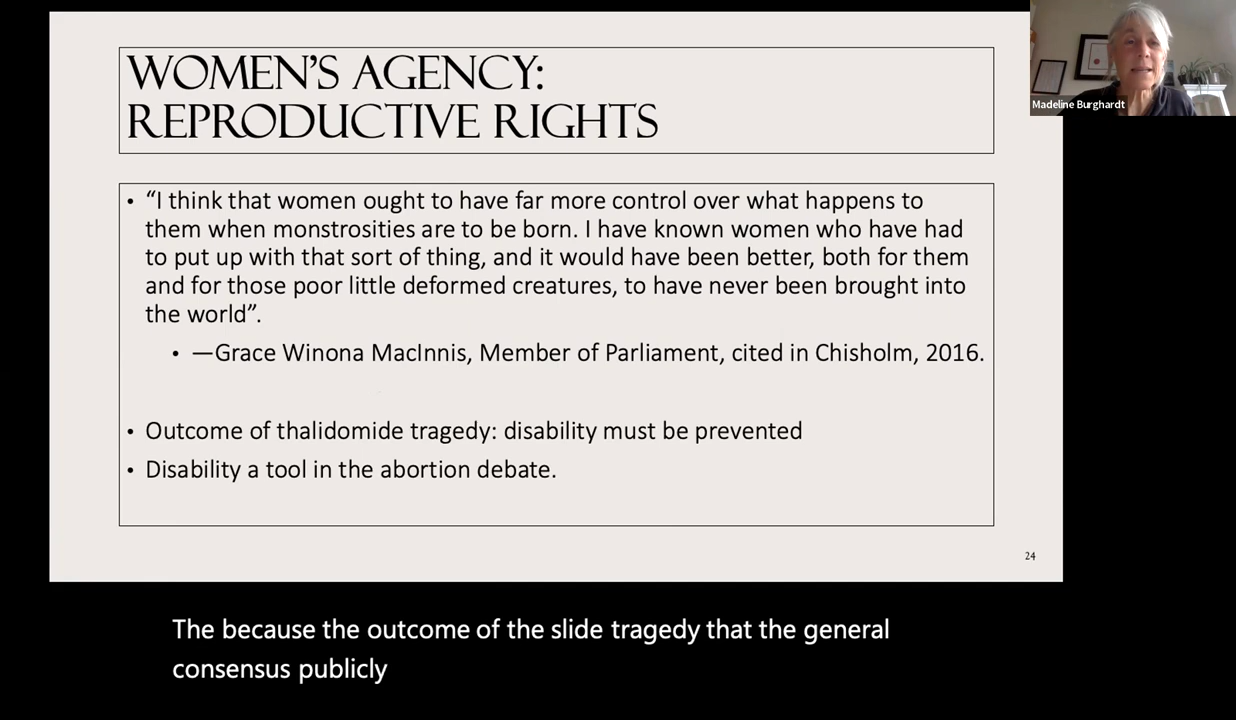 WOMEN'S AGENCY:
REPRODUCTIVE RIGHTS
Madeline Burghardt
• “I think that women ought to have far more control over what happens to
them when monstrosities are to be born. I have known women who have had
to put up with that sort of thing, and it would have been better, both for them
and for those poor little deformed creatures, to have never been brought into
the world”.
• —Grace Winona MacInnis, Member of Parliament, cited in Chisholm, 2016.
• Outcome of thalidomide tragedy: disability must be prevented
• Disability a tool in the abortion debate.
24
The because the outcome of the slide tragedy that the general
consensus publicly